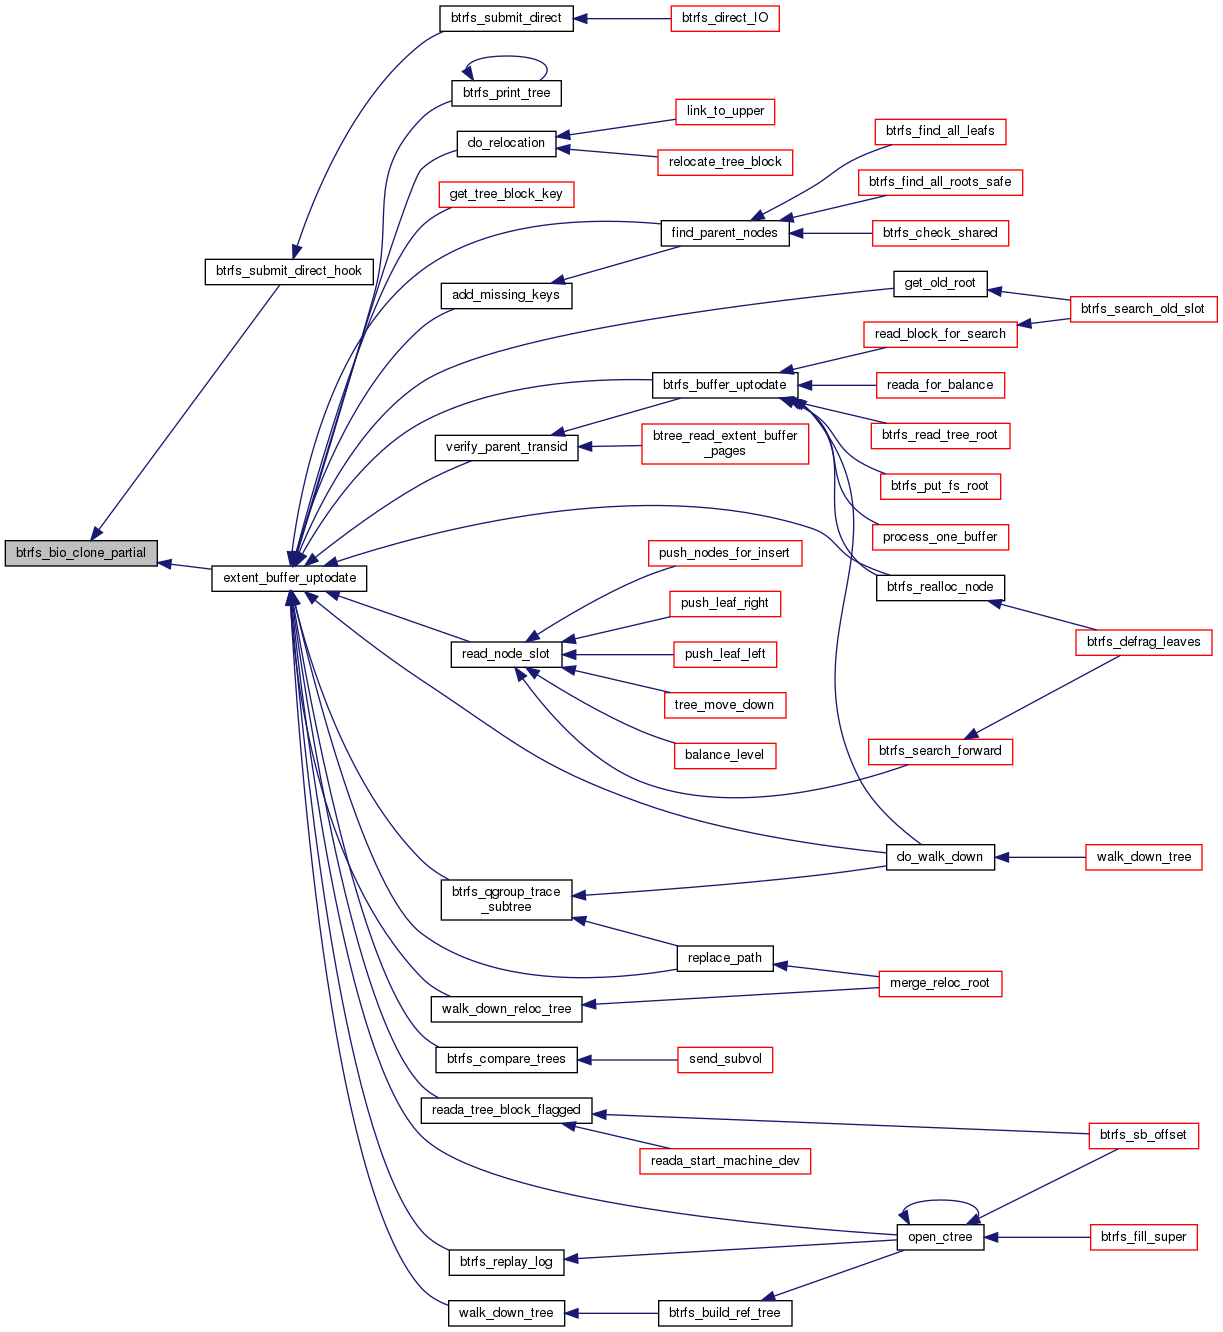 btrfs_submit_direct
btrfs_direct_IO
btrfs_print_tree
link_to_upper
do_relocation
btrfs_find_all_leafs
relocate_tree_block
btrfs_find_all_roots_safe
get_tree_block_key
find_parent_nodes
btrfs_check_shared
btrfs_submit_direct_hook
get_old_root
add_missing_keys
btrfs_search_old_slot
read_block_for_search
btrfs_buffer_uptodate
reada_for_balance
btrfs_read_tree_root
verify_parent_transid
btree_read_extent_buffer
_pages
btrfs_put_fs_root
process_one_buffer
btrfs_bio_clone_partial
push_nodes_for_insert
extent_buffer_uptodate
btrfs_realloc_node
push_leaf_right
btrfs_defrag_leaves
read_node_slot
push_leaf_left
tree_move_down
btrfs_search_forward
balance_level
do_walk_down
walk_down_tree
btrfs_qgroup_trace
_subtree
replace_path
merge_reloc_root
walk_down_reloc_tree
btrfs_compare_trees
send_subvol
reada_tree_block_flagged
btrfs_sb_offset
reada_start_machine_dev
open_ctree
btrfs_fill_super
btrfs_replay_log
walk_down_tree
btrfs_build_ref_tree